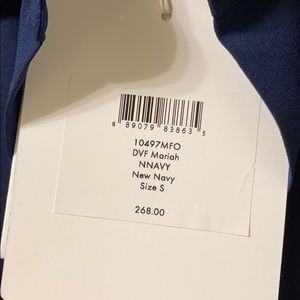 8 89079 83863 5
10497MFO
DVF Mariah
NNAVY
New Navy
Size S
268.00